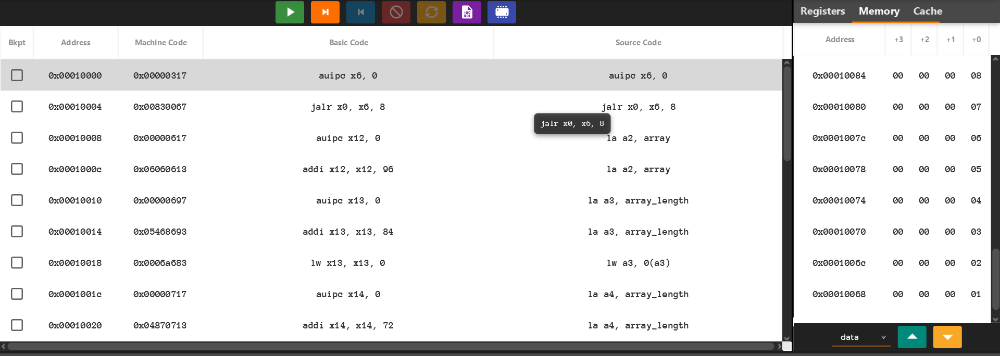 Registers Memory Cache
Bkpt Address Machine Code Basic Code Source Code
Address +3 +2 +1 +0
0x00010000 0x00000317 auipc x6, 0 auipc x6, 0
0x00010084 00 00 00 08
0x00010004 0x00830067 jalr x0, x6, 8 jalr x0, x6, 8
0x00010080 00 00 00 07
jalr x0, x6, 8
0x00010008 0x00000617 auipc x12, 0 la a2, array
0x0001007c 00 00 00 06
0x0001000c 0x06060613 addi x12, x12, 96 la a2, array
0x00010078 00 00 00 05
0x00010010 0x00000697 auipc x13, 0 la a3, array_length
0x00010074 00 00 00 04
0x00010014 0x05468693 addi x13, x13, 84 la a3, array_length
0x00010070 00 00 00 03
0x00010018 0x0006a683 lw x13, x13, 0 lw a3, 0(a3)
0x0001006c 00 00 00 02
0x0001001c 0x00000717 auipc x14, 0 la a4, array_length
0x00010068 00 00 00 01
0x00010020 0x04870713 addi x14, x14, 72 la a4, array_length
data